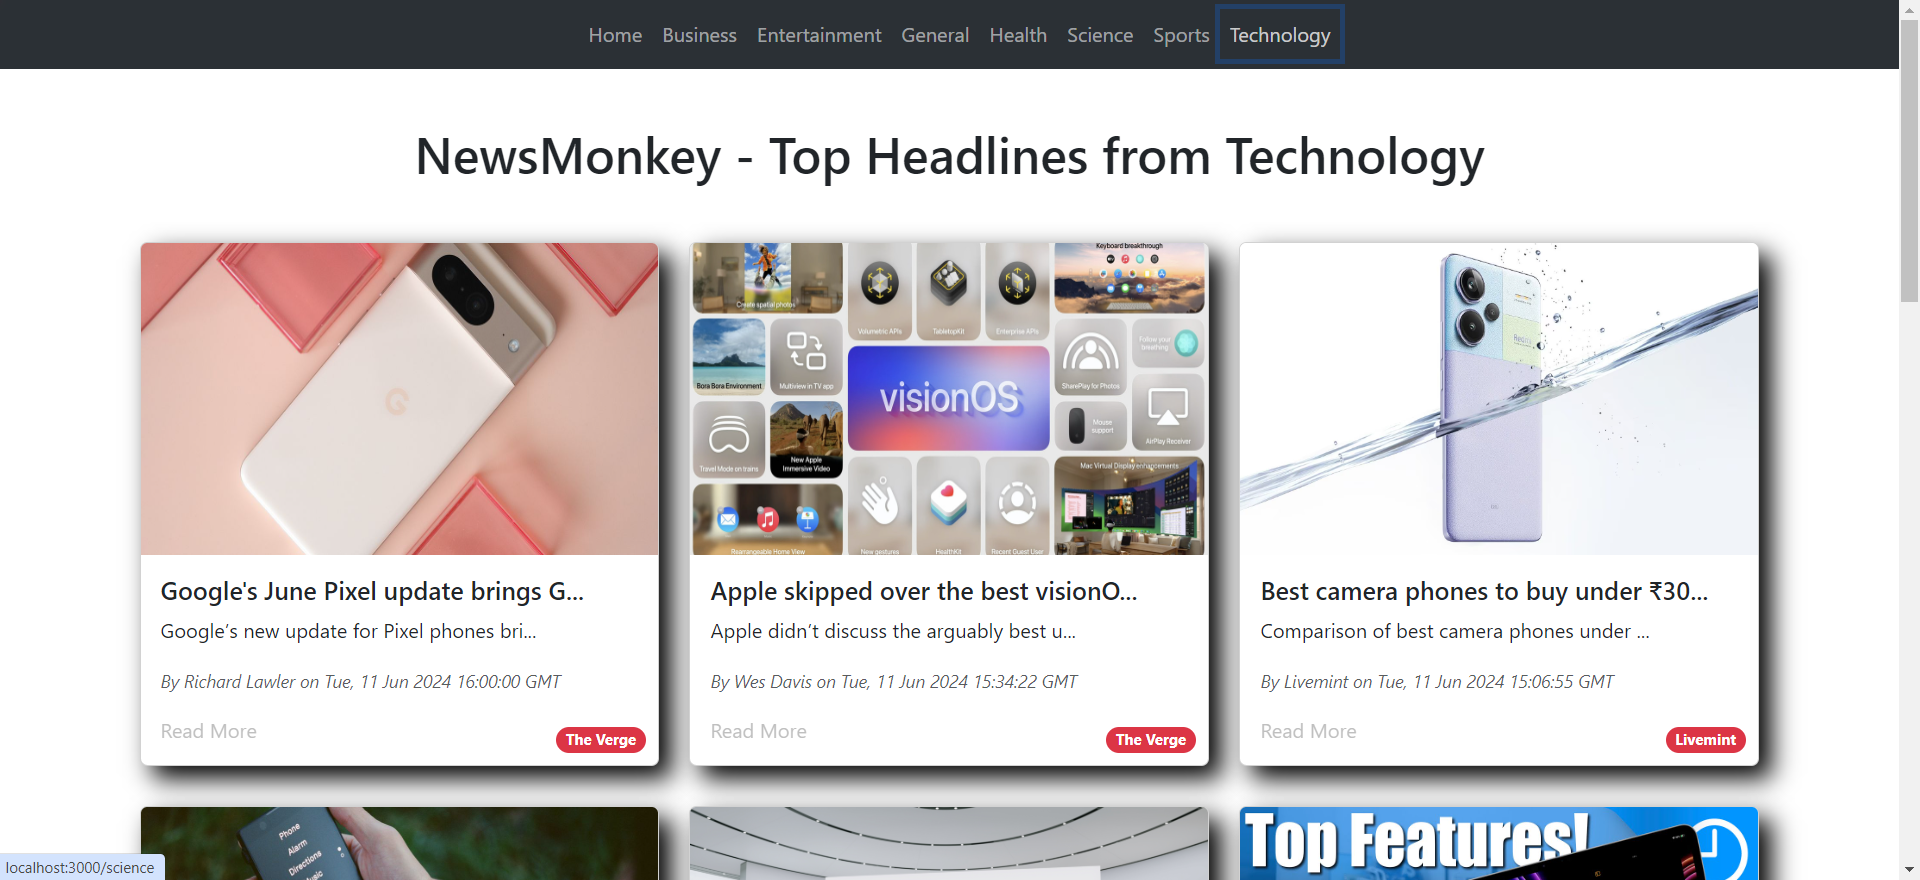 Home Business Entertainment General Health Science Sports Technology
NewsMonkey - Top Headlines from Technology
Create spatial photos
Volumetric APIs
TabletopKit
Enterprise APIs
Keyboard breakthrough
Bora Bora Environment
Multiview in TV app
visionOS
SharePlay for Photos
Follow your
breathing
Travel Mode on trains
New Apple
Immersive Video
Mouse
support
AirPlay Receiver
Mac Virtual Display enhancements
Rearrangeable Home View
New gestures
HealthKit
Recent Guest User
Google's June Pixel update brings G...
Google’s new update for Pixel phones bri...
By Richard Lawler on Tue, 11 Jun 2024 16:00:00 GMT
Read More
The Verge
Apple skipped over the best visionO...
Apple didn’t discuss the arguably best u...
By Wes Davis on Tue, 11 Jun 2024 15:34:22 GMT
Read More
The Verge
Best camera phones to buy under ₹30...
Comparison of best camera phones under ...
By Livemint on Tue, 11 Jun 2024 15:06:55 GMT
Read More
Livemint
Phone
Alarm
Directions
Music
Top Features!
localhost:3000/science